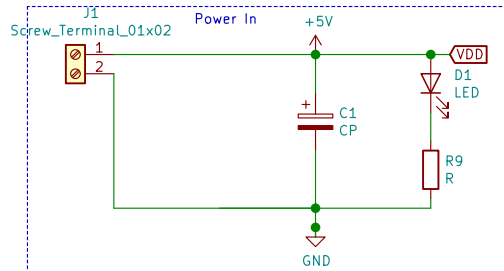 J1
Screw_Terminal_01x02
Power In
+5V
1
2
VDD
D1
LED
+
C1
CP
R9
R
GND